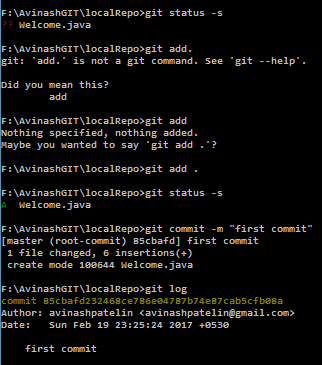 F:\AvinashGIT\localRepo>git status -s
?? Welcome.java
F:\AvinashGIT\localRepo>git add.
git: 'add.' is not a git command. See 'git --help'.
Did you mean this?
add
F:\AvinashGIT\localRepo>git add
Nothing specified, nothing added.
Maybe you wanted to say 'git add .'?
F:\AvinashGIT\localRepo>git add .
F:\AvinashGIT\localRepo>git status -s
A  Welcome.java
F:\AvinashGIT\localRepo>git commit -m "first commit"
[master (root-commit) 85cbafd] first commit
1 file changed, 6 insertions(+)
create mode 100644 Welcome.java
F:\AvinashGIT\localRepo>git log
commit 85cbafd232468ce786e04787b74e87cab5cfb08a
Author: avinashpatelin <avinashpatelin@gmail.com>
Date:   Sun Feb 19 23:25:24 2017 +0530
first commit